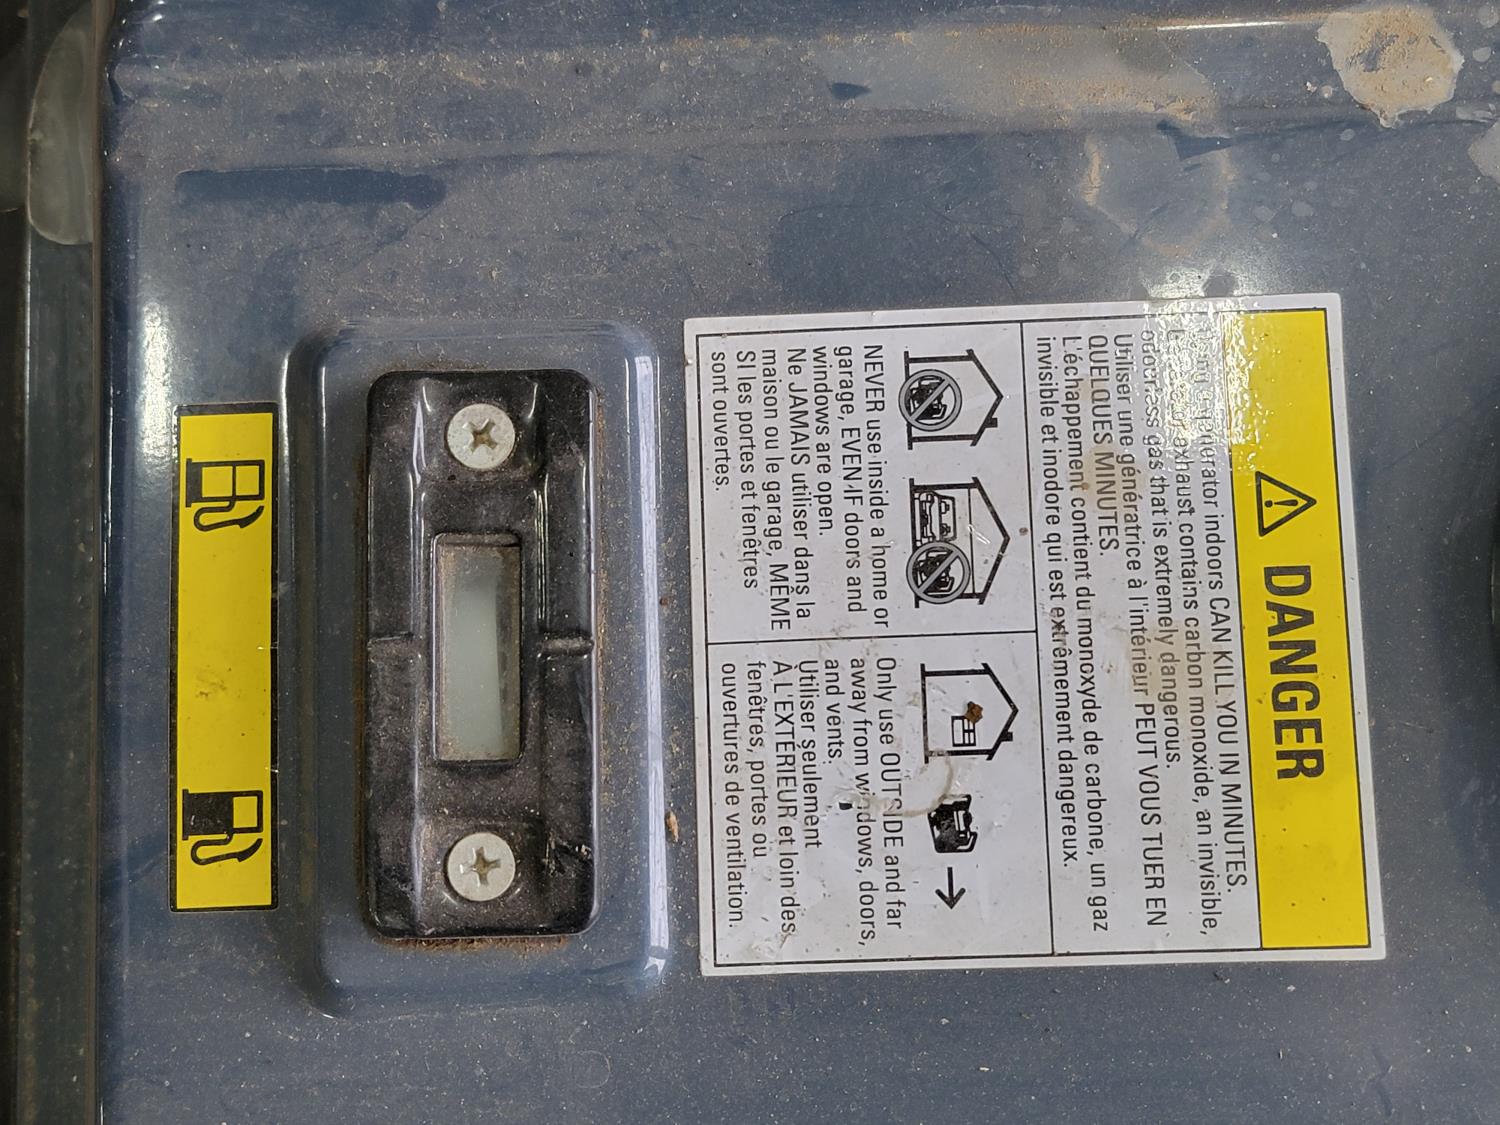 DANGER
generator indoors CAN KILL YOU IN MINUTES.
exhaust contains carbon monoxide, an invisible,
odorless gas that is extremely dangerous.
Utiliser une génératrice à l'intérieur PEUT VOUS TUER EN
QUELQUES MINUTES.
L'échappement contient du monoxyde de carbone, un gaz
invisible et inodore qui est extrêmement dangereux.
NEVER use inside a home or
garage, EVEN IF doors and
windows are open.
Ne JAMAIS utiliser dans la
maison ou le garage, MÊME
SI les portes et fenêtres
sont ouvertes.
Only use OUTSIDE and far
away from windows, doors,
and vents.
Utiliser seulement
À L'EXTÉRIEUR et loin des
fenêtres, portes ou
ouvertures de ventilation.